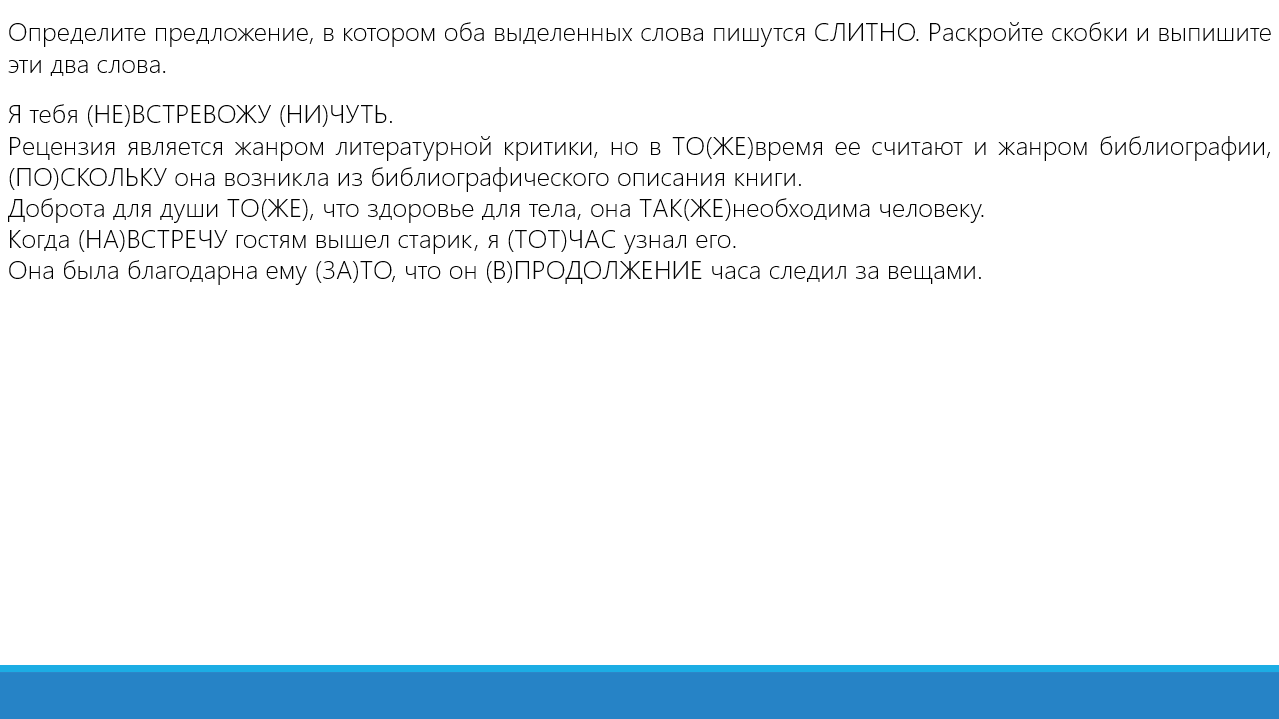 Определите предложение, в котором оба выделенных слова пишутся СЛИТНО. Раскройте скобки и выпишите
эти два слова.
Я тебя (НЕ)ВСТРЕВОЖУ (НИ)ЧУТЬ.
Рецензия является жанром литературной критики, но в ТО(ЖЕ)время ее считают и жанром библиографии,
(ПО)СКОЛЬКУ она возникла из библиографического описания книги.
Доброта для души ТО(ЖЕ), что здоровье для тела, она ТАК(ЖЕ)необходима человеку.
Когда (НА)ВСТРЕЧУ гостям вышел старик, я (ТОТ)ЧАС узнал его.
Она была благодарна ему (ЗА)ТО, что он (В)ПРОДОЛЖЕНИЕ часа следил за вещами.